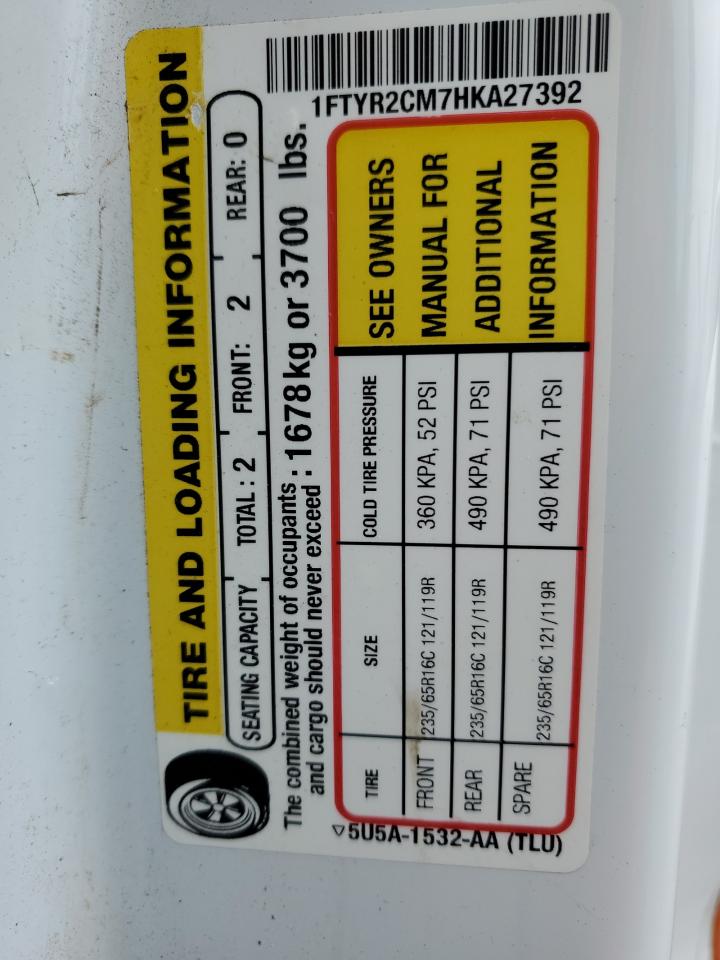 TIRE AND LOADING INFORMATION
SEATING CAPACITY TOTAL : 2 FRONT: 2 REAR: 0
The combined weight of occupants and cargo should never exceed : 1678 kg or 3700 lbs.
TIRE SIZE COLD TIRE PRESSURE
FRONT 235/65R16C 121/119R 360 KPA, 52 PSI
REAR 235/65R16C 121/119R 490 KPA, 71 PSI
SPARE 235/65R16C 121/119R 490 KPA, 71 PSI
SEE OWNERS
MANUAL FOR
ADDITIONAL
INFORMATION
5U5A-1532-AA (TLU)
1FTYR2CM7HKA27392